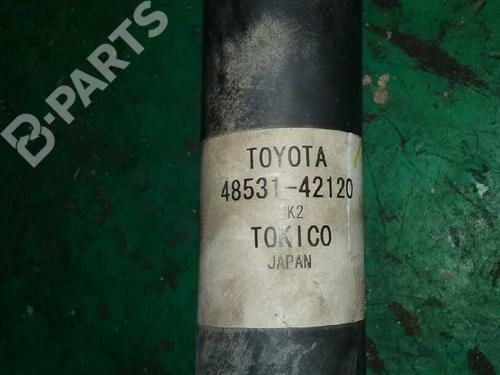 B-PARTS
TOYOTA
48531-42120
K2
TOKICO
JAPAN